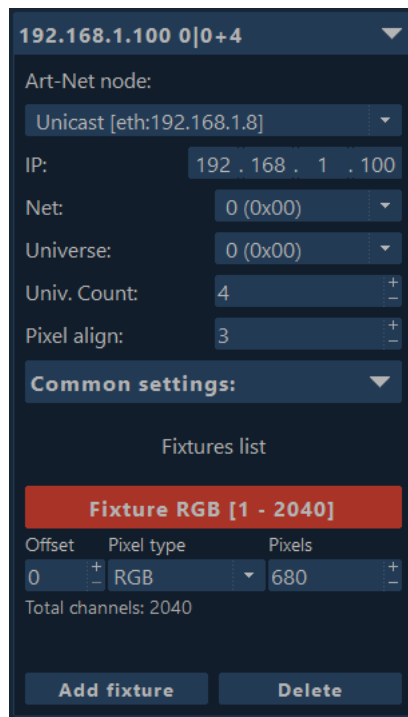 192.168.1.100 0|0+4
Art-Net node:
Unicast [eth:192.168.1.8]
IP: 192 . 168 . 1 . 100
Net: 0 (0x00)
Universe: 0 (0x00)
Univ. Count: 4
Pixel align: 3
Common settings:
Fixtures list
Fixture RGB [1 - 2040]
Offset Pixel type Pixels
0 RGB 680
Total channels: 2040
Add fixture Delete